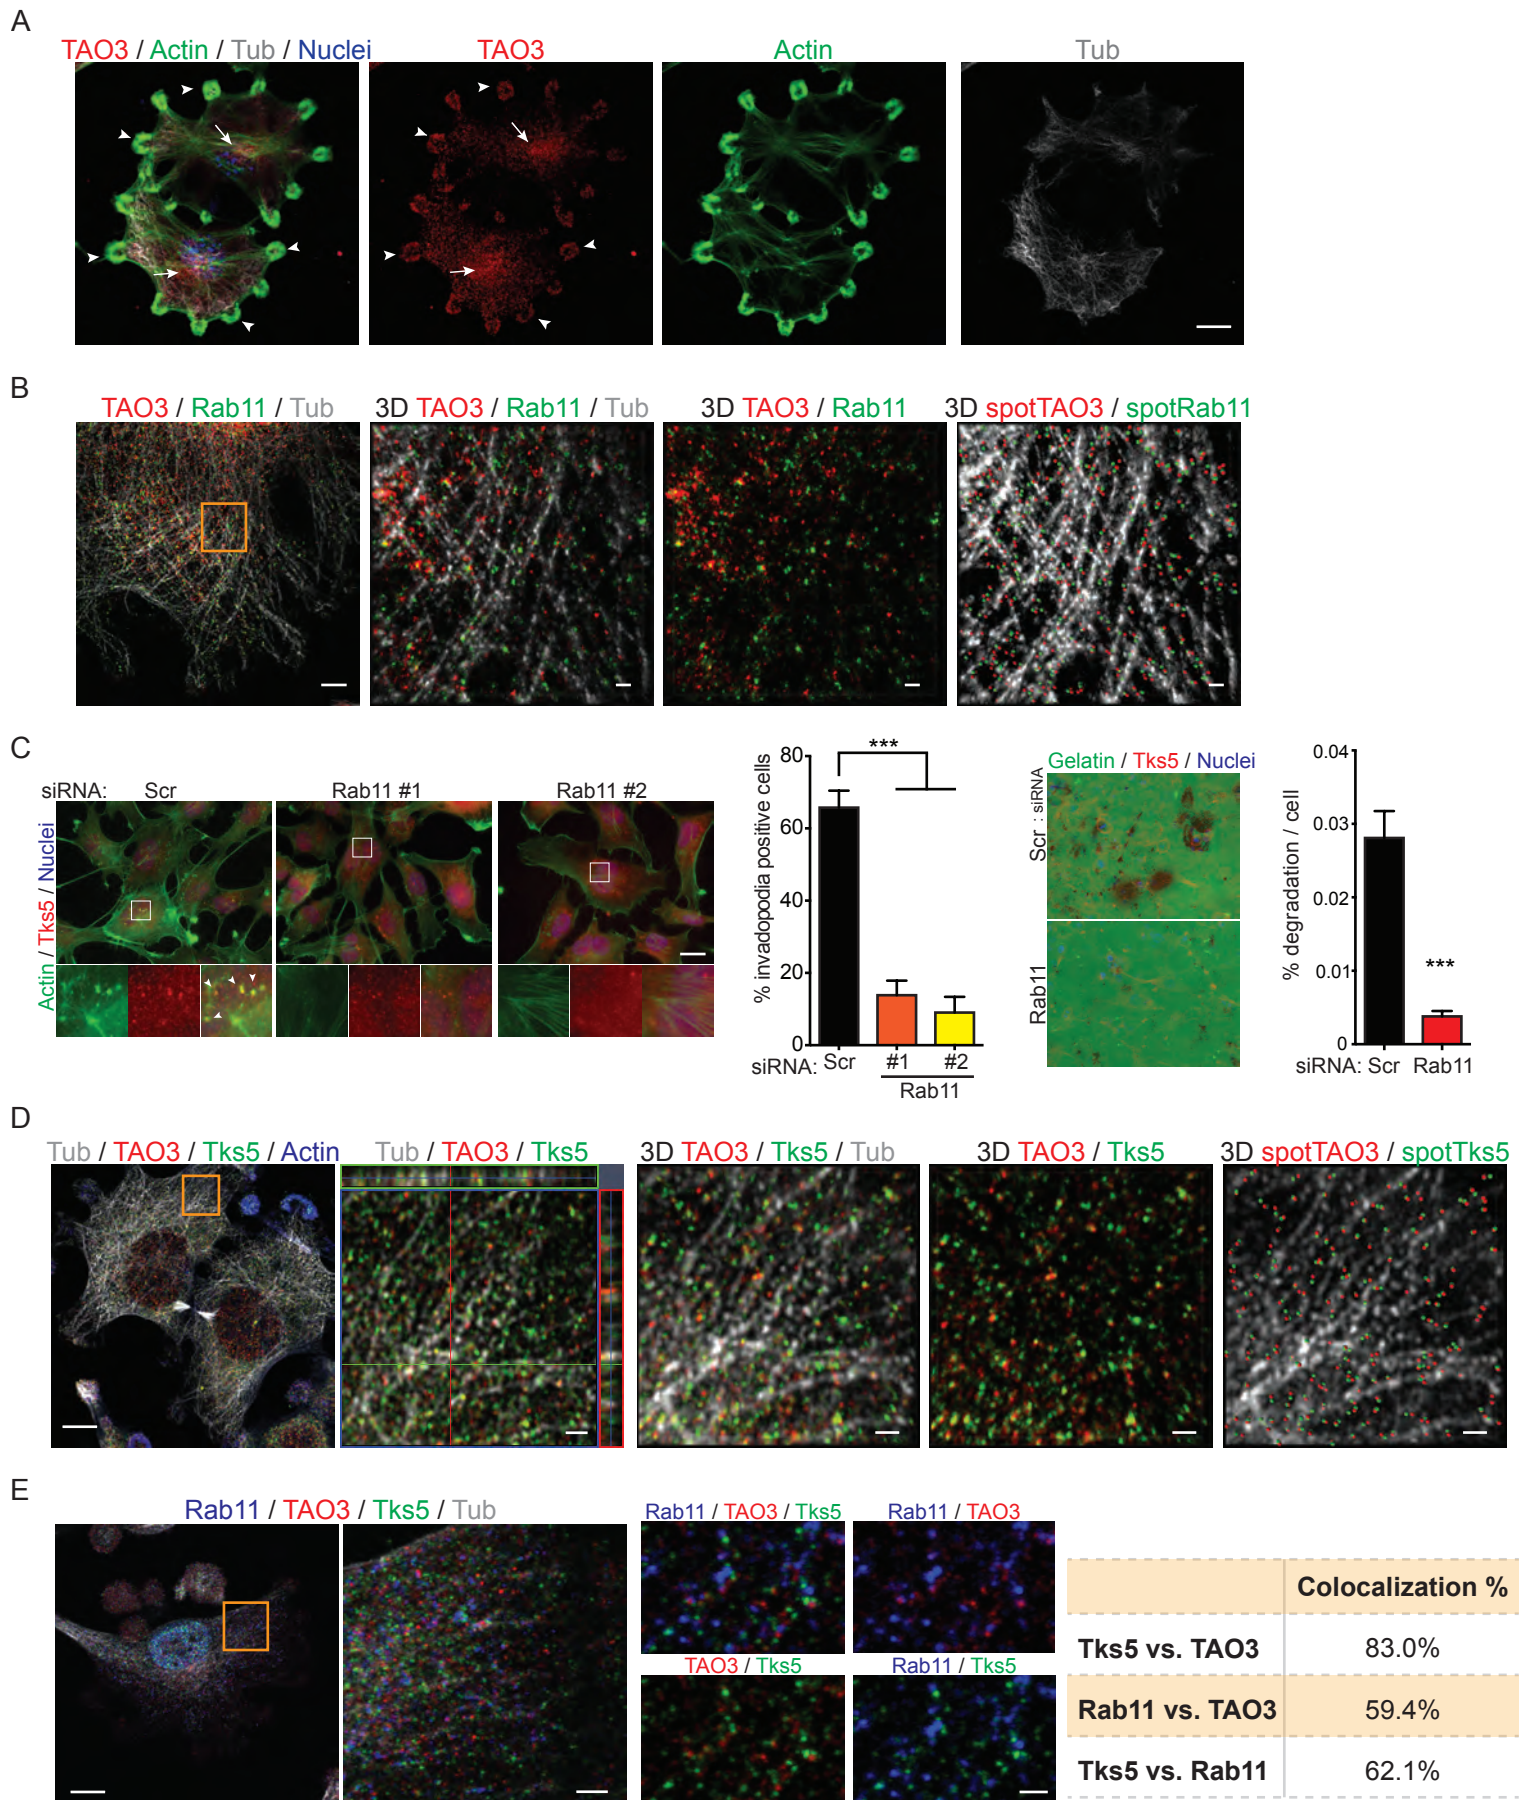 A
TAO3 / Actin / Tub / Nuclei
TAO3
Actin
Tub
B
TAO3 / Rab11 / Tub
3D TAO3 / Rab11 / Tub
3D TAO3 / Rab11
3D spotTAO3 / spotRab11
C
siRNA:
Scr
Rab11 #1
Rab11 #2
Actin / Tks5 / Nuclei
% invadopodia positive cells
80
60
40
20
0
***
siRNA:
Scr
#1
#2
Rab11
Gelatin / Tks5 / Nuclei
Scr : siRNA
Rab11
% degradation / cell
0.04
0.03
0.02
0.01
0
***
siRNA: Scr Rab11
D
Tub / TAO3 / Tks5 / Actin
Tub / TAO3 / Tks5
3D TAO3 / Tks5 / Tub
3D TAO3 / Tks5
3D spotTAO3 / spotTks5
E
Rab11 / TAO3 / Tks5 / Tub
Rab11 / TAO3 / Tks5
Rab11 / TAO3
TAO3 / Tks5
Rab11 / Tks5
Colocalization %
Tks5 vs. TAO3 83.0%
Rab11 vs. TAO3 59.4%
Tks5 vs. Rab11 62.1%